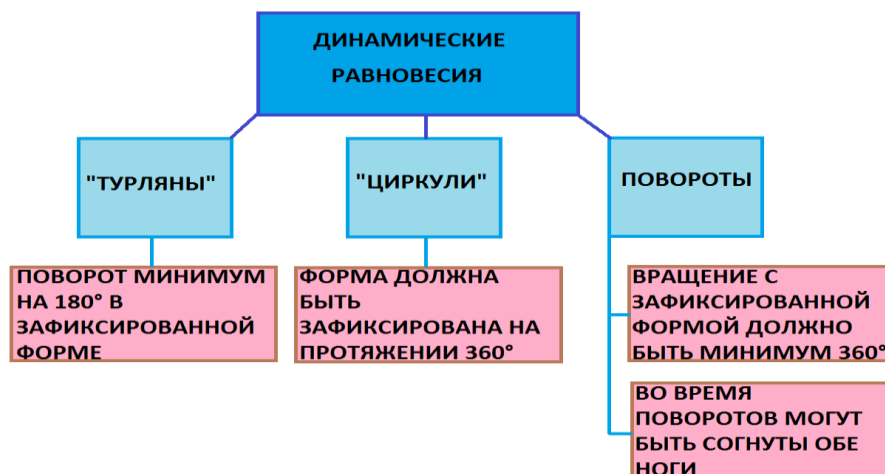 ДИНАМИЧЕСКИЕ
РАВНОВЕСИЯ
"ТУРЛЯНЫ"
"ЦИРКУЛИ"
ПОВОРОТЫ
ПОВОРОТ МИНИМУМ
НА 180° В
ЗАФИКСИРОВАННОЙ
ФОРМЕ
ФОРМА ДОЛЖНА
БЫТЬ
ЗАФИКСИРОВАНА НА
ПРОТЯЖЕНИИ 360°
ВРАЩЕНИЕ С
ЗАФИКСИРОВАННОЙ
ФОРМОЙ ДОЛЖНО
БЫТЬ МИНИМУМ 360°
ВО ВРЕМЯ
ПОВОРОТОВ МОГУТ
БЫТЬ СОГНУТЫ ОБЕ
НОГИ